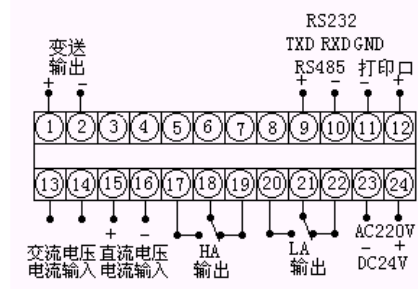 RS232
变送 TXD RXD GND
输出 RS485 打印口
+ − + − − +
1 2 3 4 5 6 7 8 9 10 11 12
13 14 15 16 17 18 19 20 21 22 23 24
+ − AC220V
交流电压 直流电压 HA LA − +
电流输入 电流输入 输出 输出 DC24V